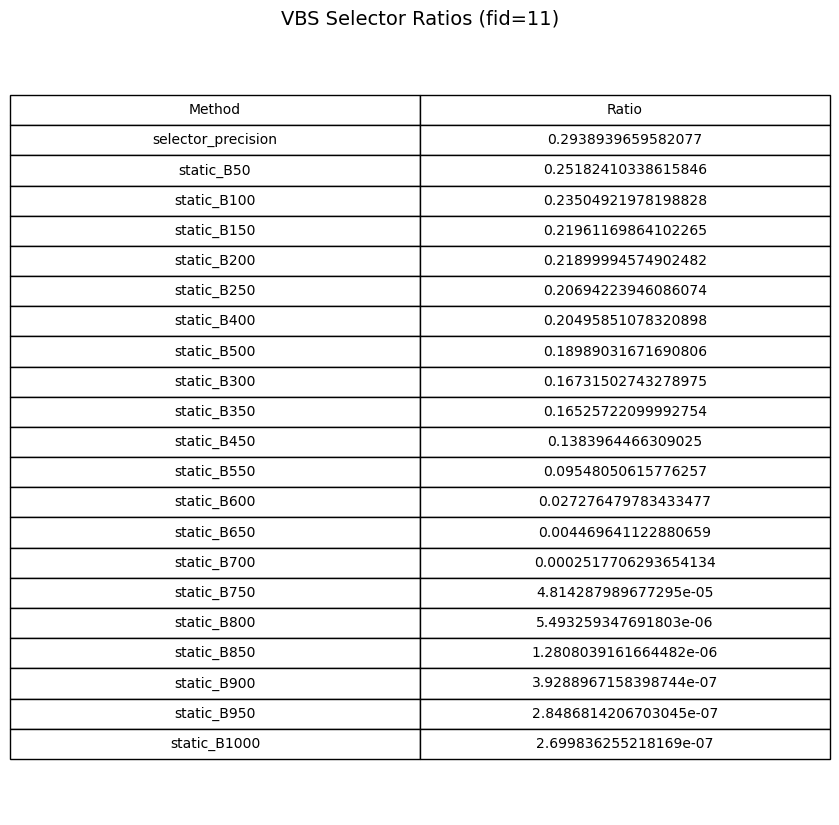 VBS Selector Ratios (fid=11)
Method Ratio
selector_precision 0.2938939659582077
static_B50 0.25182410338615846
static_B100 0.23504921978198828
static_B150 0.21961169864102265
static_B200 0.21899994574902482
static_B250 0.20694223946086074
static_B400 0.20495851078320898
static_B500 0.18989031671690806
static_B300 0.16731502743278975
static_B350 0.16525722099992754
static_B450 0.1383964466309025
static_B550 0.09548050615776257
static_B600 0.027276479783433477
static_B650 0.004469641122880659
static_B700 0.0002517706293654134
static_B750 4.814287989677295e-05
static_B800 5.493259347691803e-06
static_B850 1.2808039161664482e-06
static_B900 3.9288967158398744e-07
static_B950 2.8486814206703045e-07
static_B1000 2.699836255218169e-07